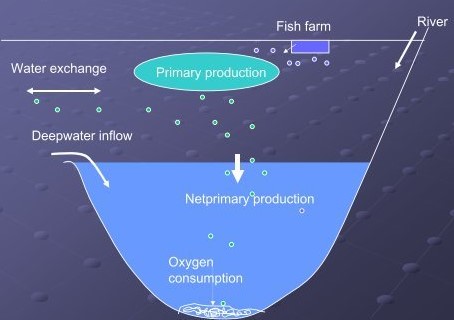 Fish farm
River
Water exchange
Primary production
Deepwater inflow
Netprimary production
Oxygen
consumption